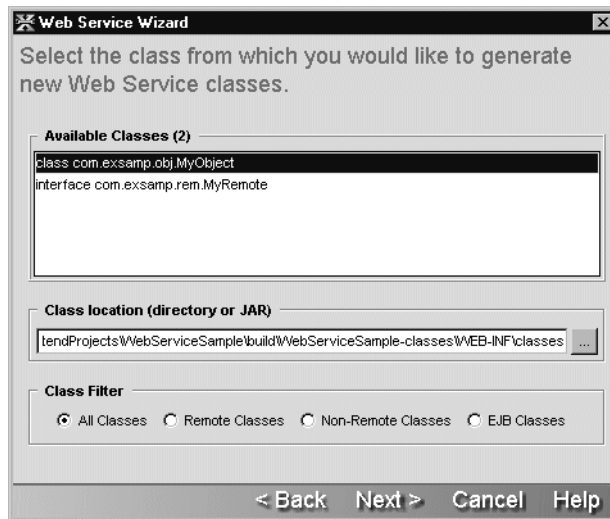 Web Service Wizard
Select the class from which you would like to generate
new Web Service classes.
Available Classes (2)
class com.exsamp.obj.MyObject
interface com.exsamp.rem.MyRemote
Class location (directory or JAR)
tendProjects\WebServiceSample\build\WebServiceSample-classes\WEB-INF\classes ...
Class Filter
All Classes Remote Classes Non-Remote Classes EJB Classes
< Back Next > Cancel Help